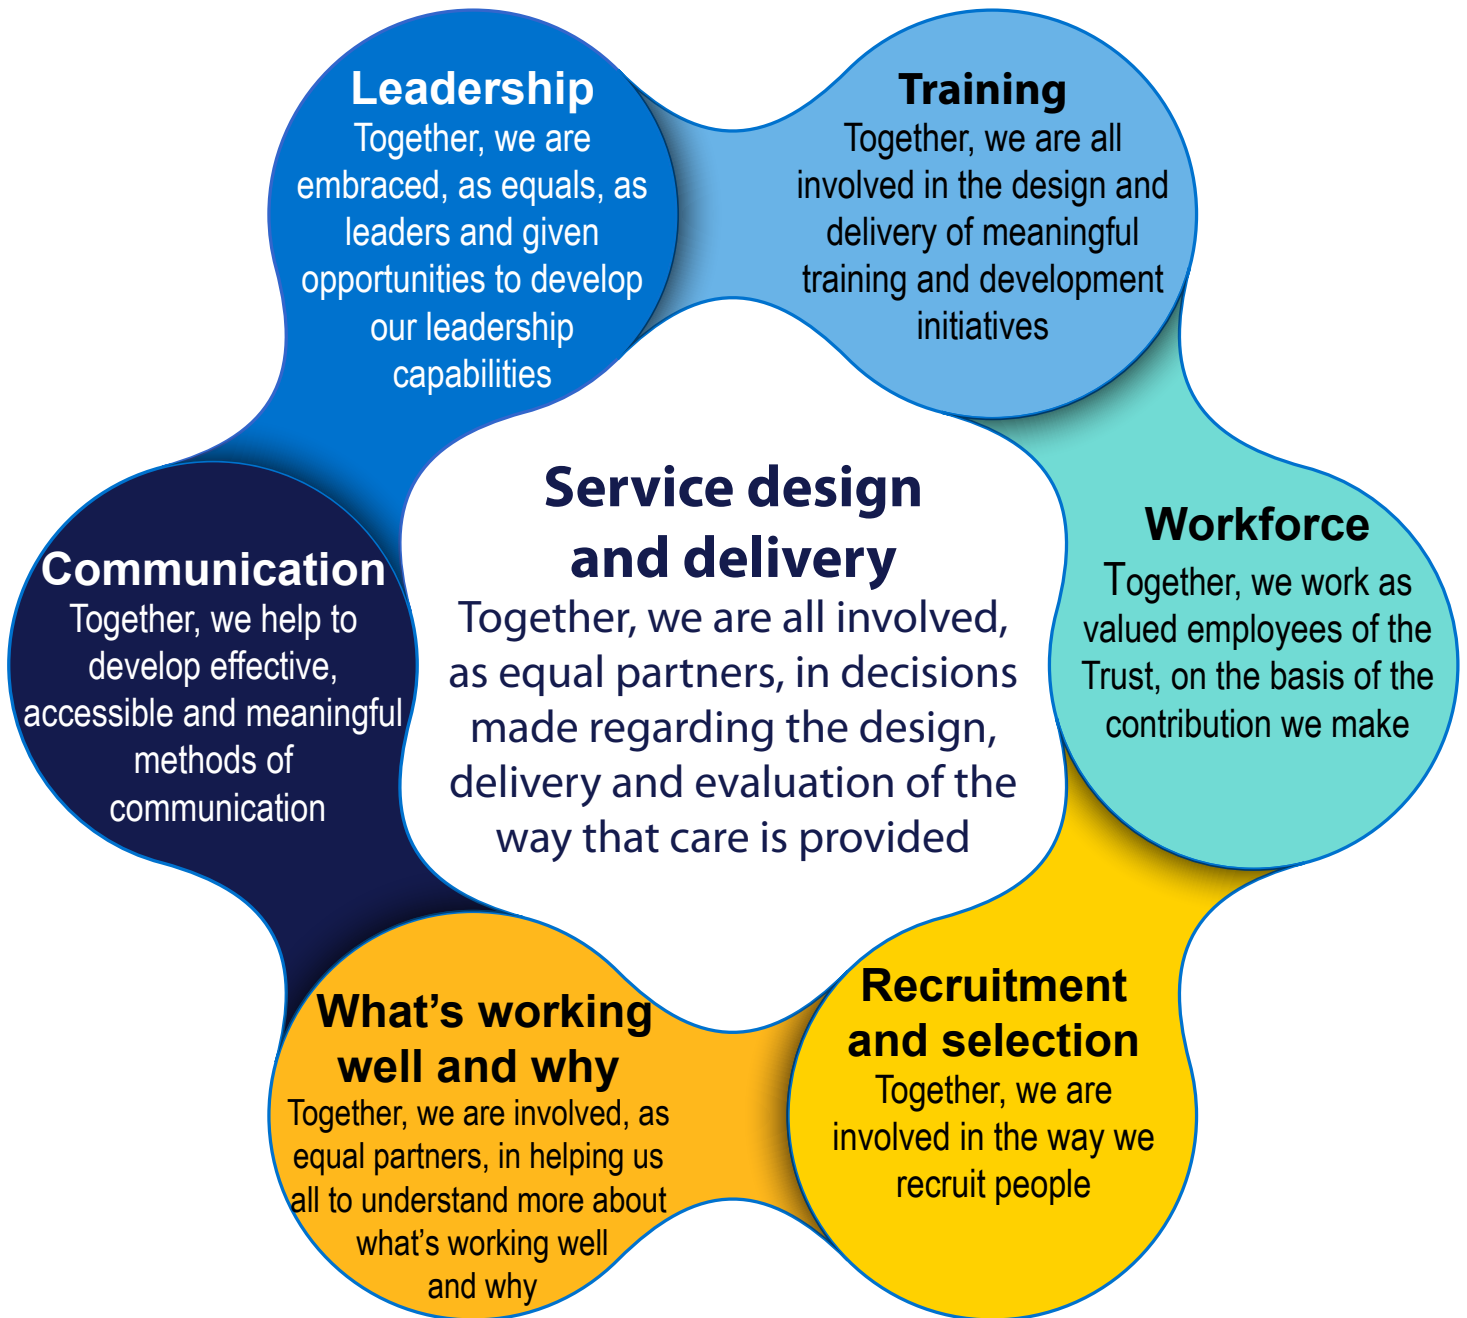 Leadership
Together, we are
embraced, as equals, as
leaders and given
opportunities to develop
our leadership
capabilities
Training
Together, we are all
involved in the design and
delivery of meaningful
training and development
initiatives
Service design
and delivery
Together, we are all involved,
as equal partners, in decisions
made regarding the design,
delivery and evaluation of the
way that care is provided
Workforce
Together, we work as
valued employees of the
Trust, on the basis of the
contribution we make
Communication
Together, we help to
develop effective,
accessible and meaningful
methods of
communication
What’s working
well and why
Together, we are involved, as
equal partners, in helping us
all to understand more about
what’s working well
and why
Recruitment
and selection
Together, we are
involved in the way we
recruit people